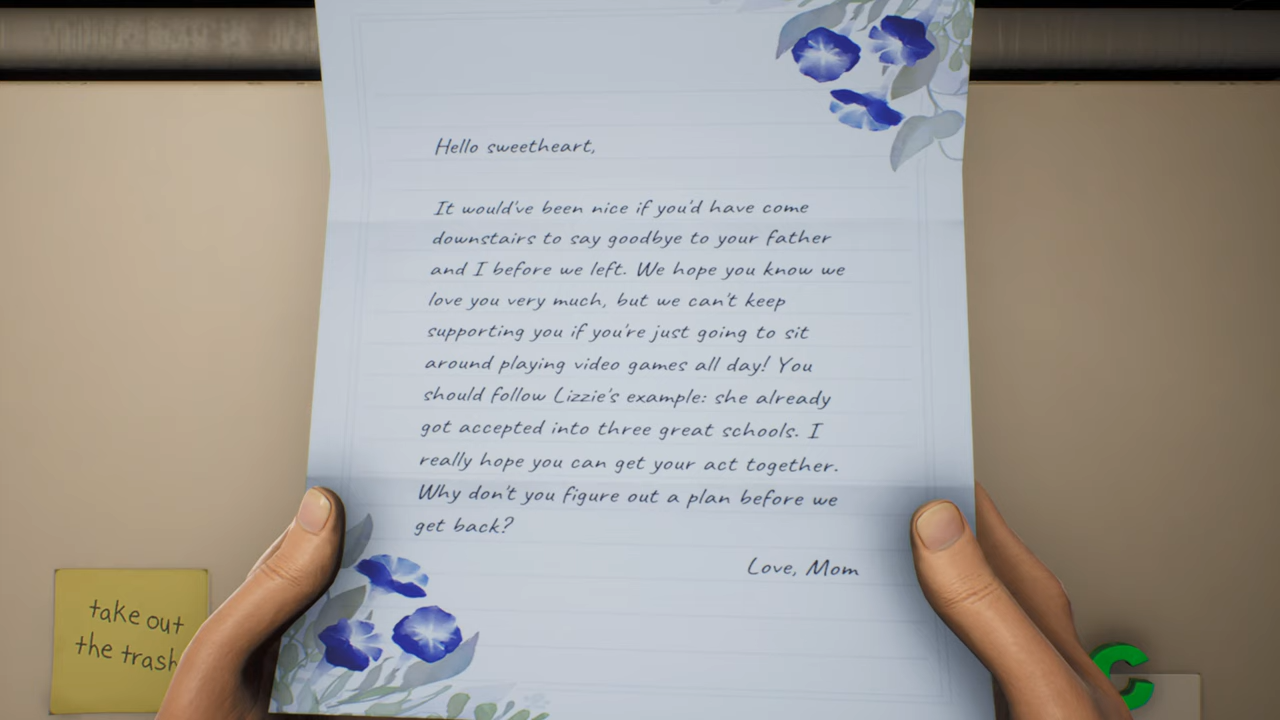 Hello sweetheart,
It would've been nice if you'd have come
downstairs to say goodbye to your father
and I before we left. We hope you know we
love you very much, but we can't keep
supporting you if you're just going to sit
around playing video games all day! You
should follow Lizzie's example: she already
got accepted into three great schools. I
really hope you can get your act together.
Why don't you figure out a plan before we
get back?
Love, Mom
take out
the trash
C